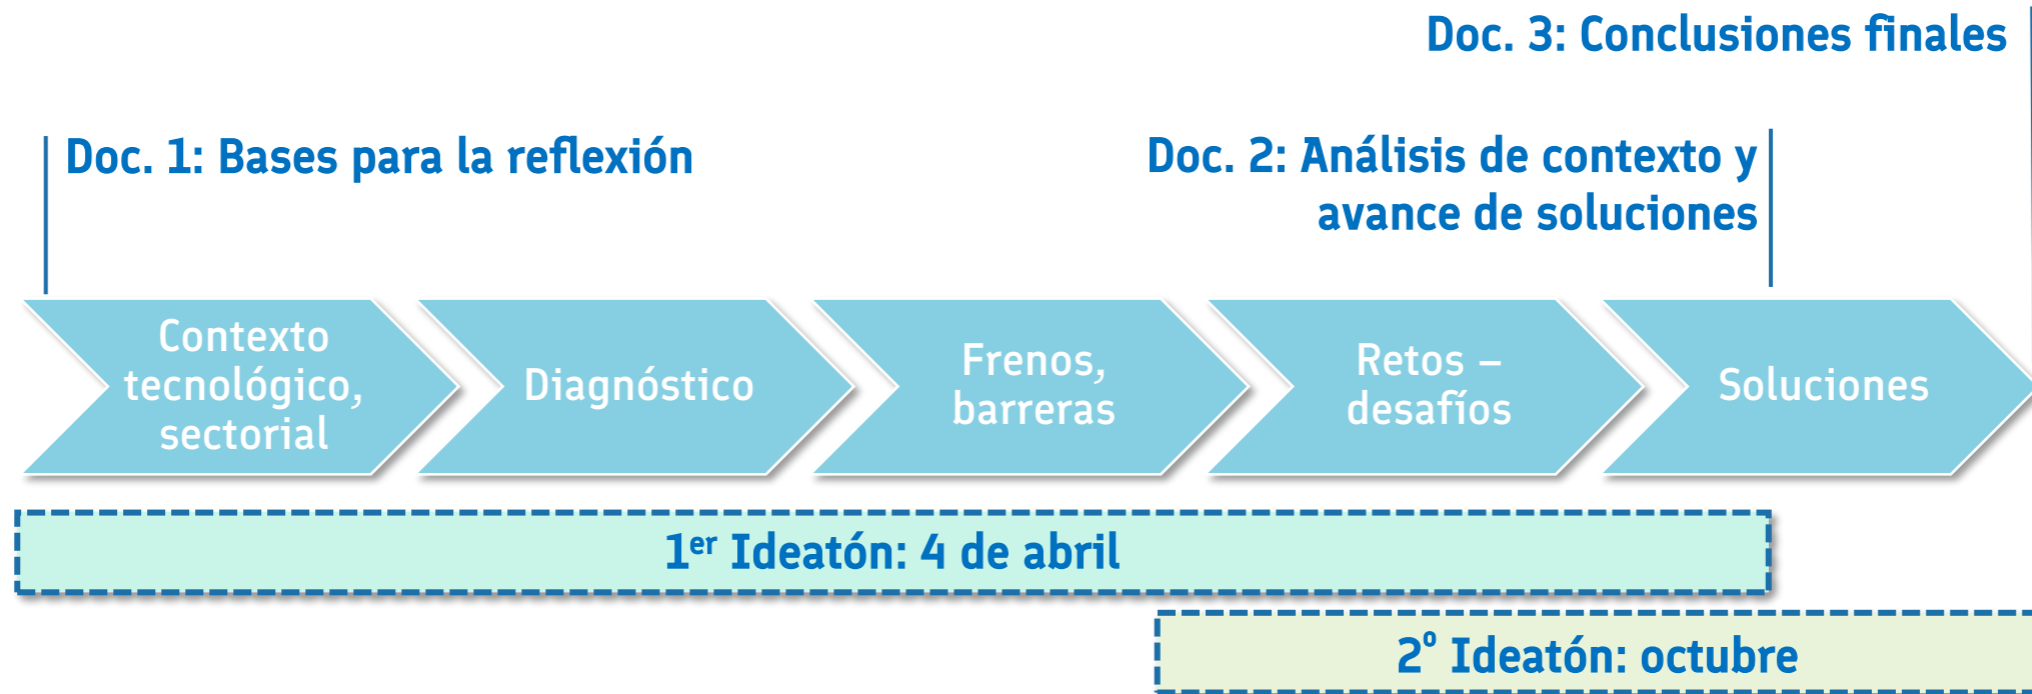 Doc. 3: Conclusiones finales
Doc. 1: Bases para la reflexión
Doc. 2: Análisis de contexto y
avance de soluciones
Contexto
tecnológico,
sectorial
Diagnóstico
Frenos,
barreras
Retos –
desafíos
Soluciones
1er Ideatón: 4 de abril
2º Ideatón: octubre